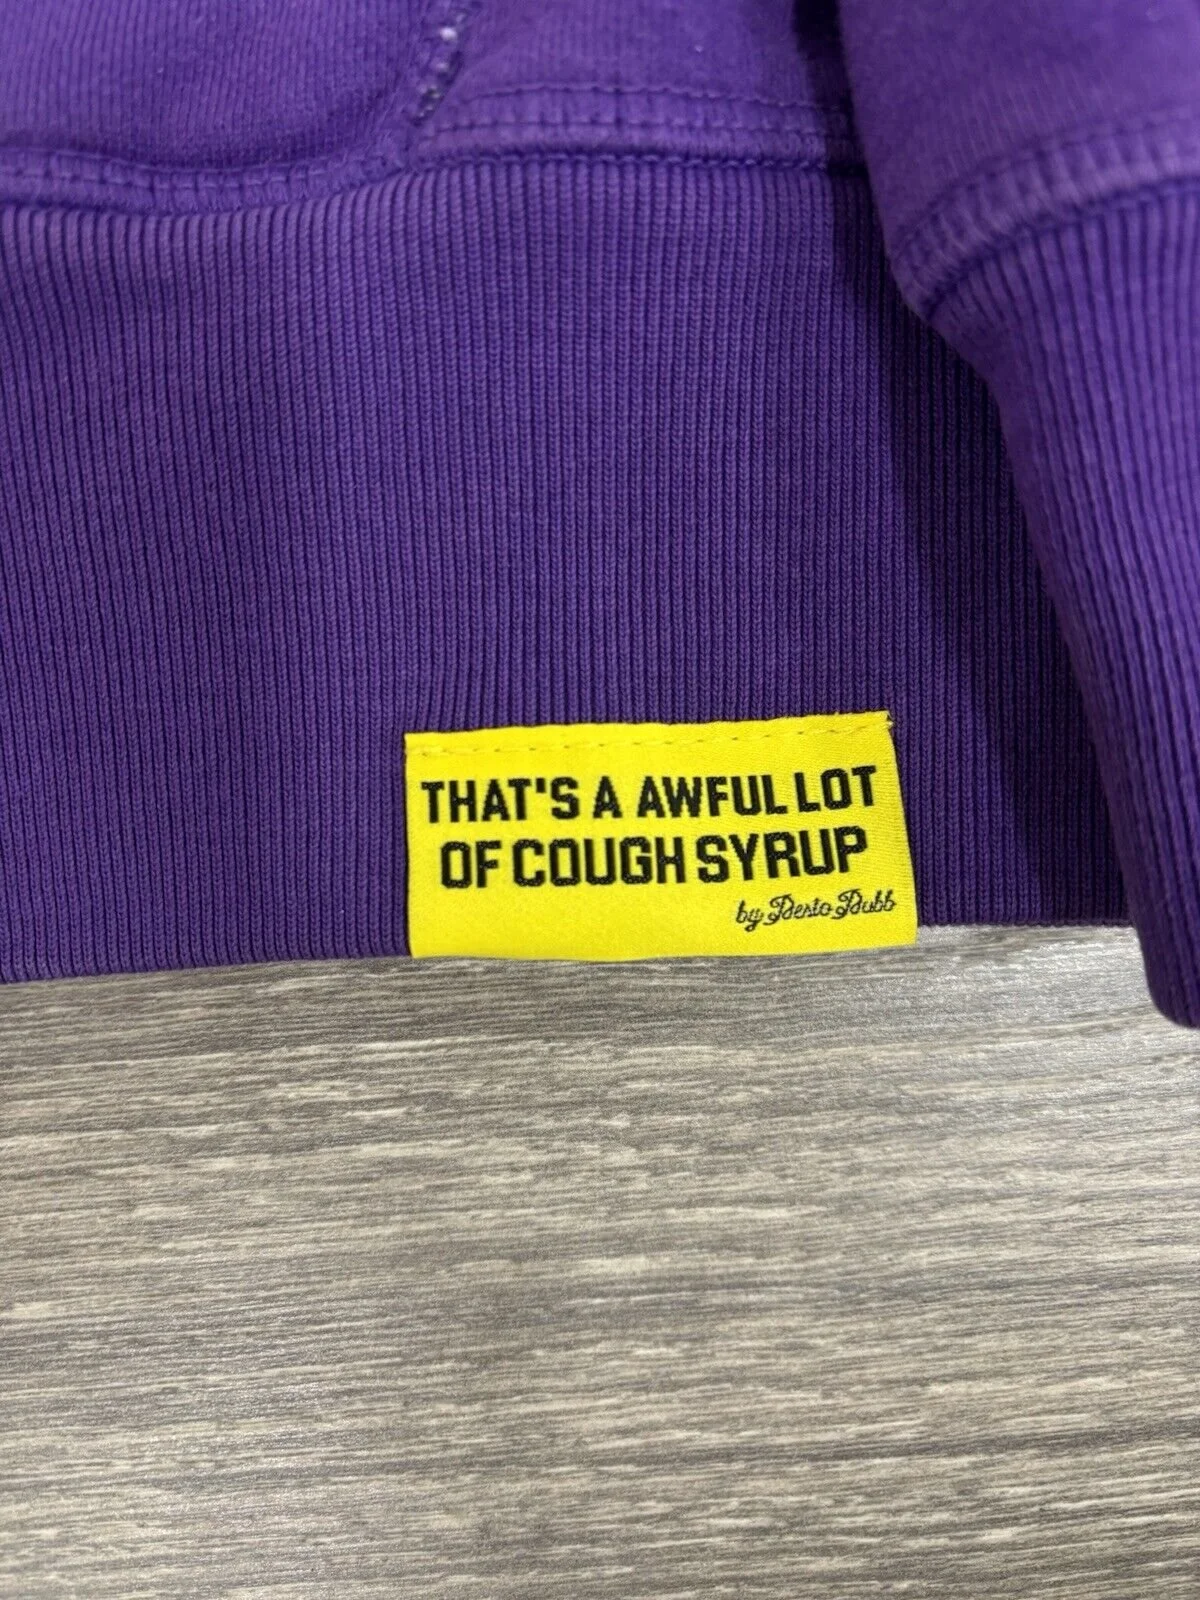 THAT'S A AWFUL LOT
OF COUGH SYRUP
by Desto Dubb